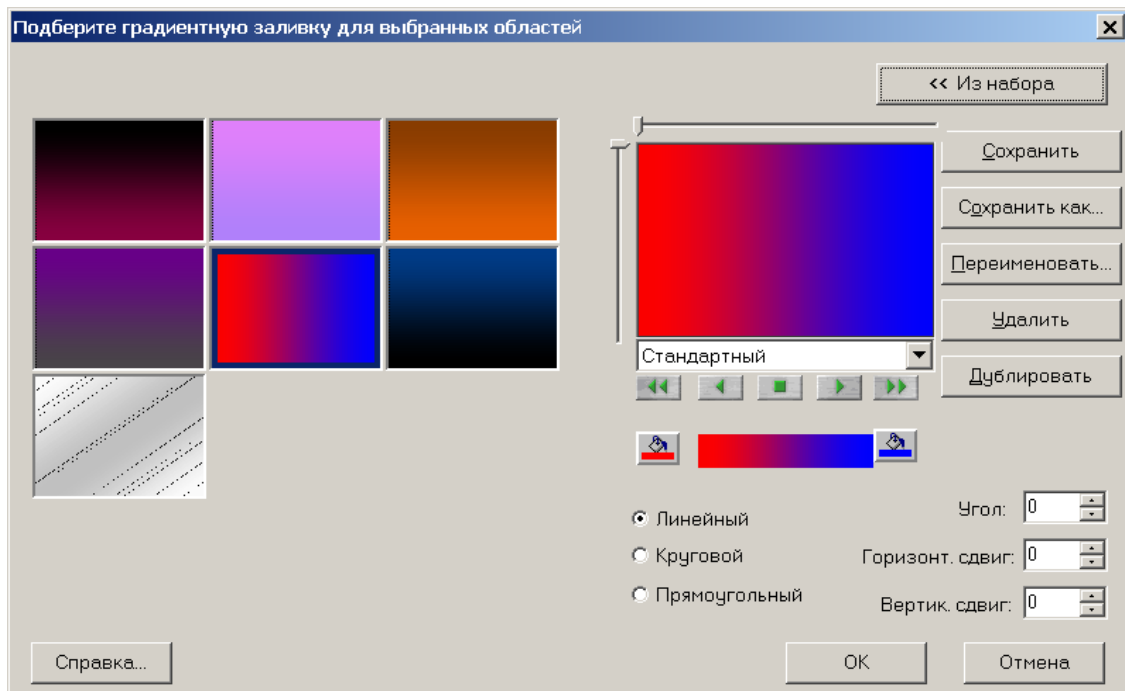 Подберите градиентную заливку для выбранных областей
<< Из набора
Сохранить
Сохранить как...
Переименовать...
Удалить
Стандартный
Дублировать
Линейный
Угол: 0
Круговой
Горизонт. сдвиг: 0
Прямоугольный
Вертик. сдвиг: 0
Справка...
OK
Отмена